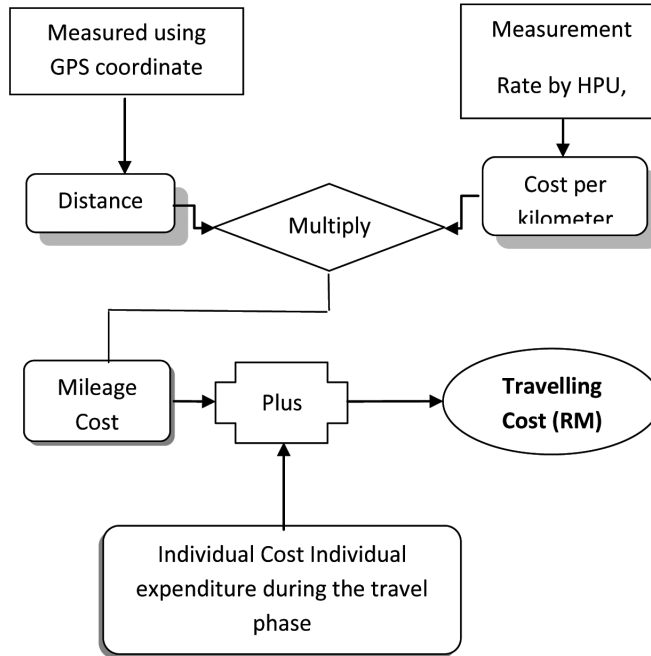 Measured using
GPS coordinate
Measurement
Rate by HPU,
Distance
Multiply
Cost per
kilometer
Mileage
Cost
Plus
Travelling
Cost (RM)
Individual Cost Individual
expenditure during the travel
phase